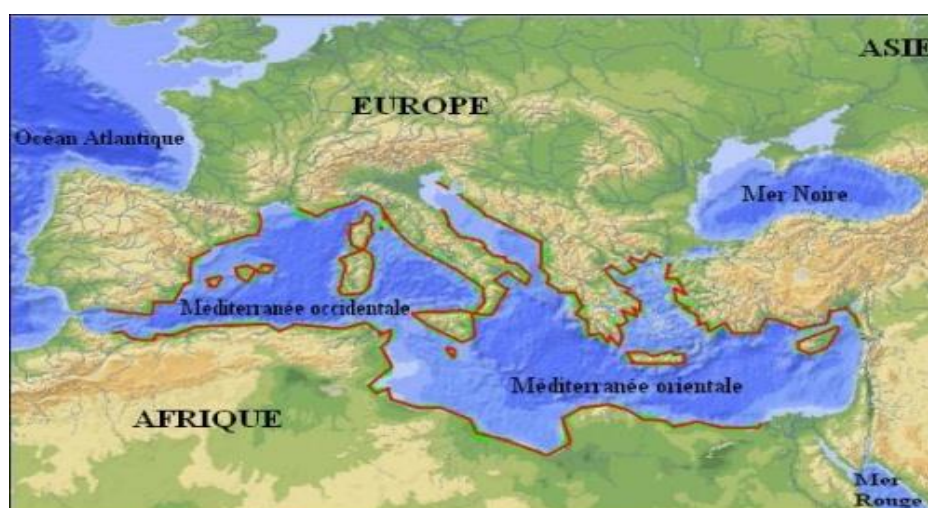 ASIE
EUROPE
Océan Atlantique
Mer Noire
Méditerranée occidentale
Méditerranée orientale
AFRIQUE
Mer
Rouge